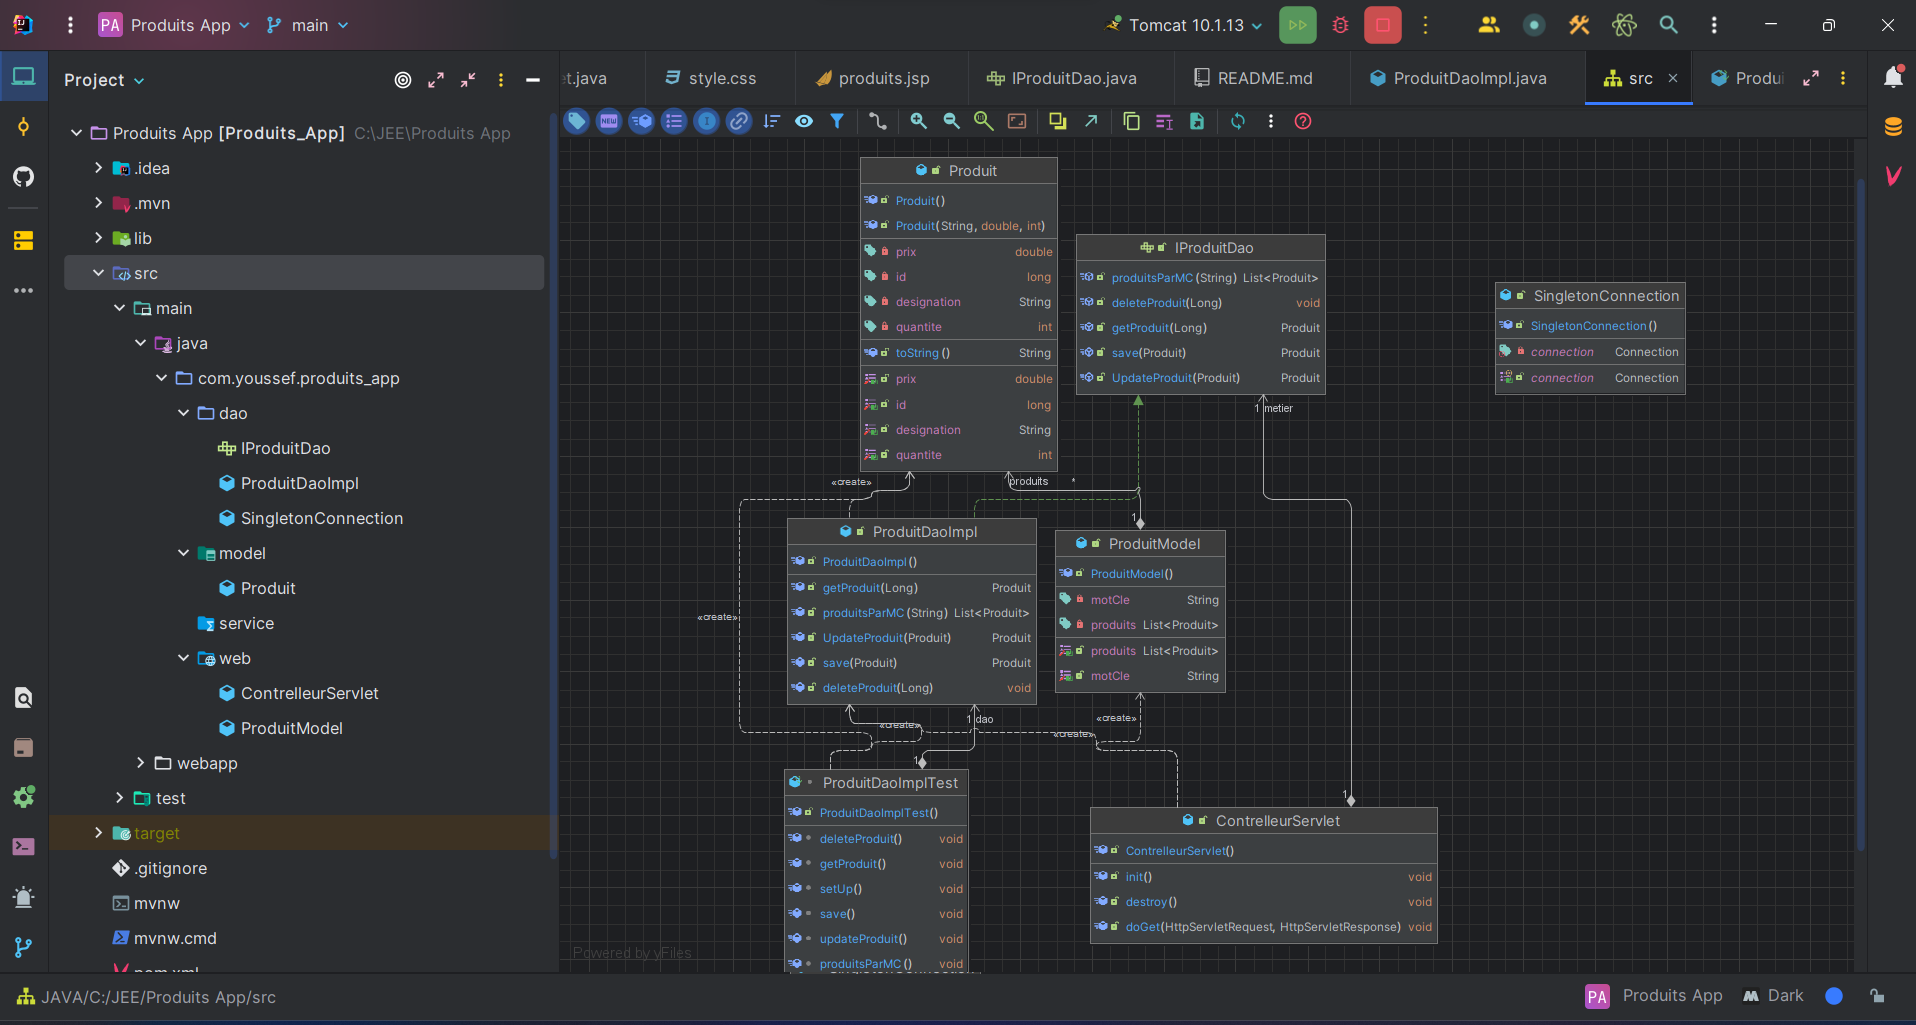 PA Produits App main
Tomcat 10.1.13
Project
et.java
style.css
produits.jsp
IProduitDao.java
README.md
ProduitDaoImpl.java
src
Produ
Produits App [Produits_App] C:\JEE\Produits App
.idea
.mvn
lib
src
main
java
com.youssef.produits_app
dao
IProduitDao
ProduitDaoImpl
SingletonConnection
model
Produit
service
web
ContrelleurServlet
ProduitModel
webapp
test
target
.gitignore
mvnw
mvnw.cmd
pom.xml
Produit
Produit()
Produit(String, double, int)
prix double
id long
designation String
quantite int
toString() String
prix double
id long
designation String
quantite int
IProduitDao
produitsParMC(String) List<Produit>
deleteProduit(Long) void
getProduit(Long) Produit
save(Produit) Produit
UpdateProduit(Produit) Produit
SingletonConnection
SingletonConnection()
connection Connection
connection Connection
1 metier
«create»
produits *
1
ProduitDaoImpl
ProduitDaoImpl()
getProduit(Long) Produit
produitsParMC(String) List<Produit>
UpdateProduit(Produit) Produit
save(Produit) Produit
deleteProduit(Long) void
ProduitModel
ProduitModel()
motCle String
produits List<Produit>
produits List<Produit>
motCle String
«create»
«create»
1 dao
«create»
«create»
1
1
ProduitDaoImplTest
ProduitDaoImplTest()
deleteProduit() void
getProduit() void
setUp() void
save() void
updateProduit() void
produitsParMC() void
ContrelleurServlet
ContrelleurServlet()
init() void
destroy() void
doGet(HttpServletRequest, HttpServletResponse) void
Powered by yFiles
JAVA/C:/JEE/Produits App/src
PA Produits App
Dark